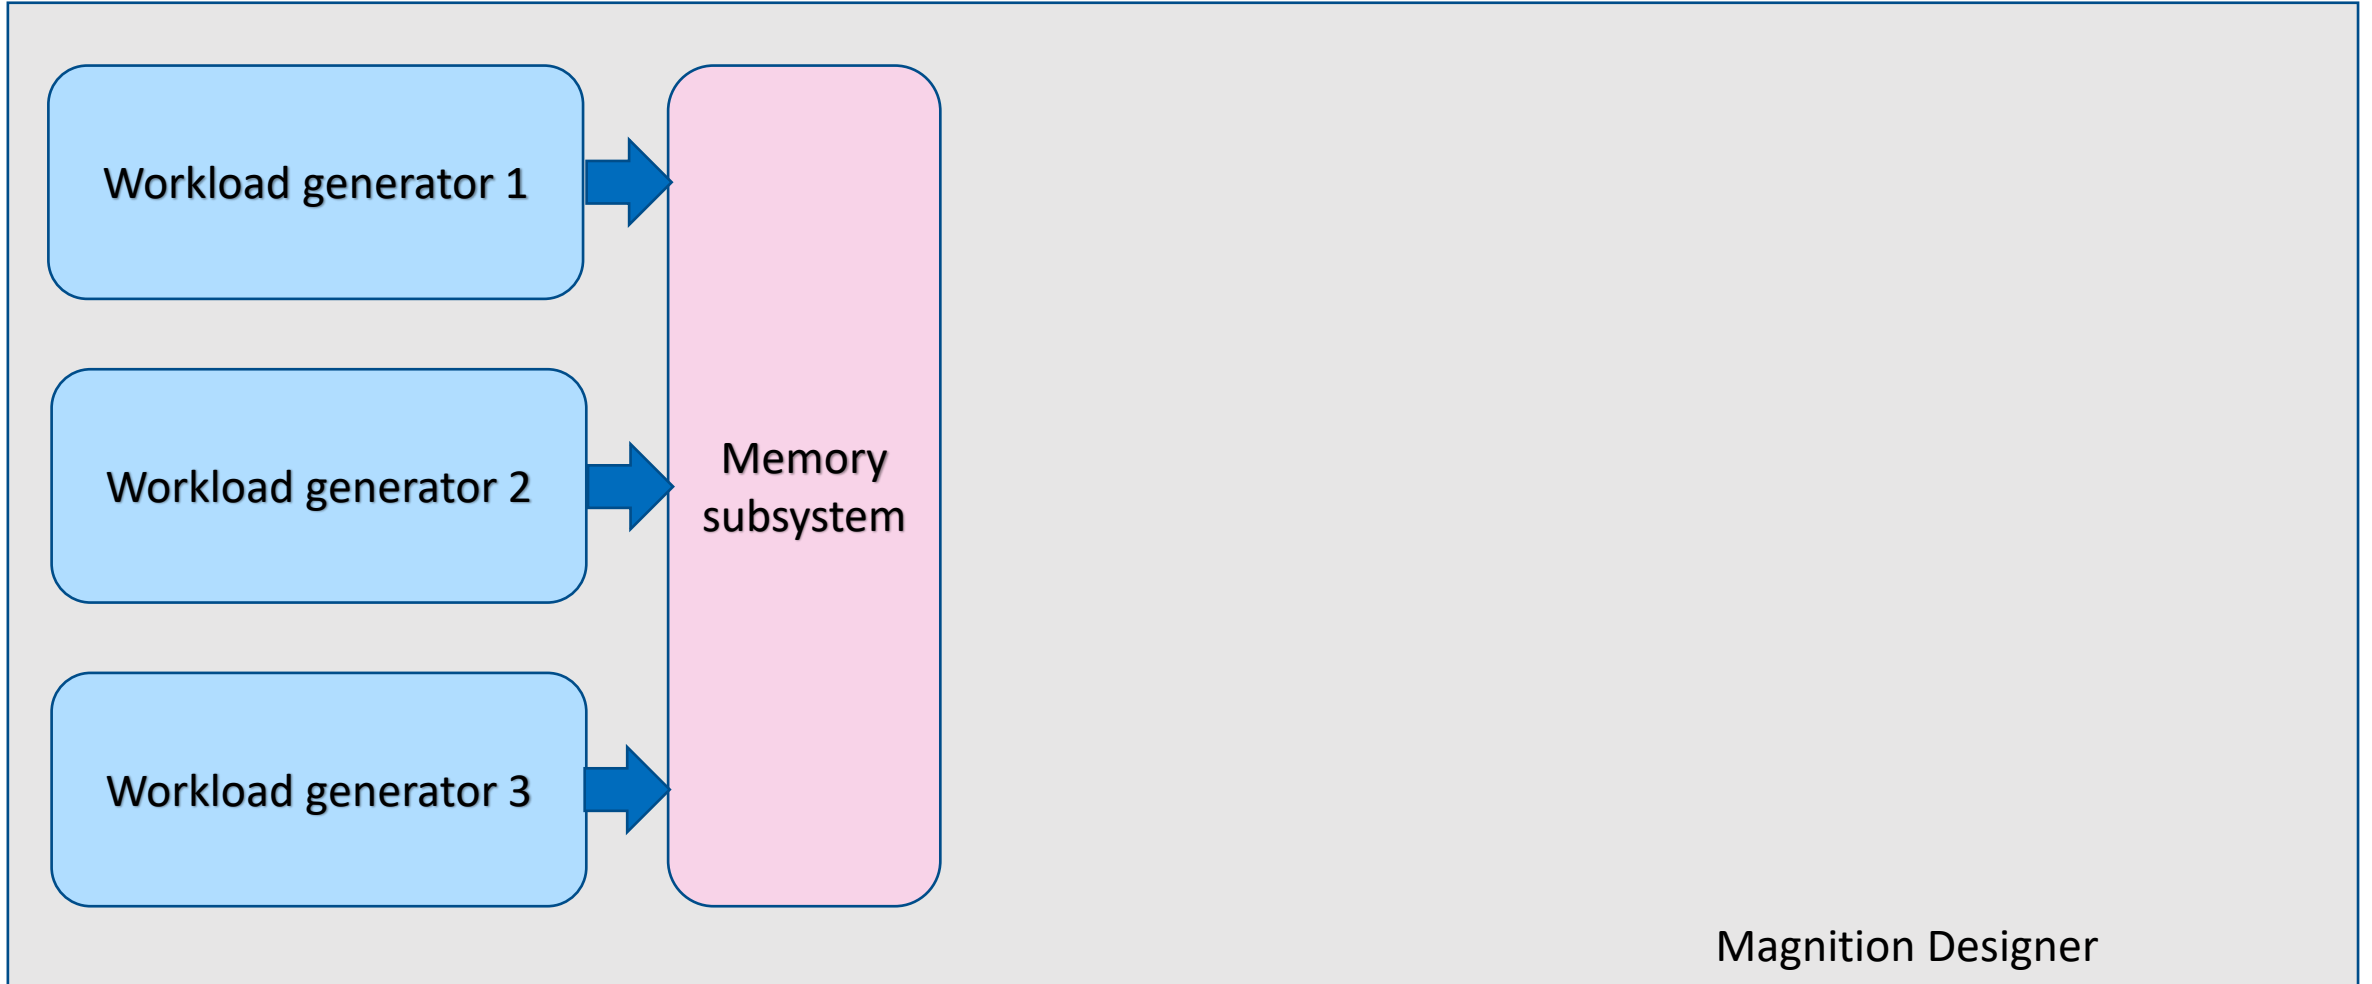 Workload generator 1
Workload generator 2
Memory
subsystem
Workload generator 3
Magnition Designer